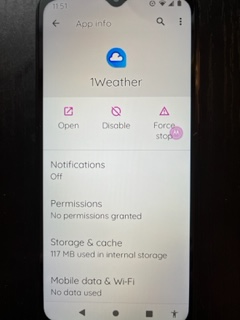 11:51
App info
1Weather
Open
Disable
Force
stop
Notifications
Off
Permissions
No permissions granted
Storage & cache
117 MB used in internal storage
Mobile data & Wi-Fi
No data used